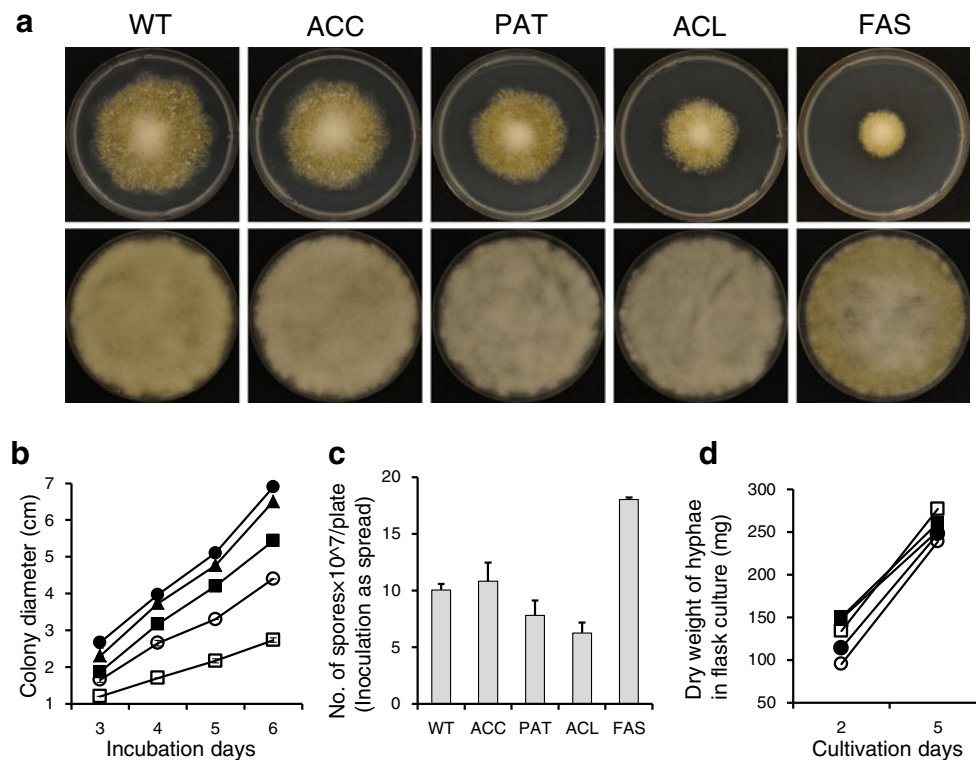 a
WT ACC PAT ACL FAS
b
Colony diameter (cm)
7
6
5
4
3
2
1
3 4 5 6
Incubation days
c
No. of spores×10^7/plate
(Inoculation as spread)
20
15
10
5
0
WT ACC PAT ACL FAS
d
Dry weight of hyphae
in flask culture (mg)
300
250
200
150
100
50
2 5
Cultivation days